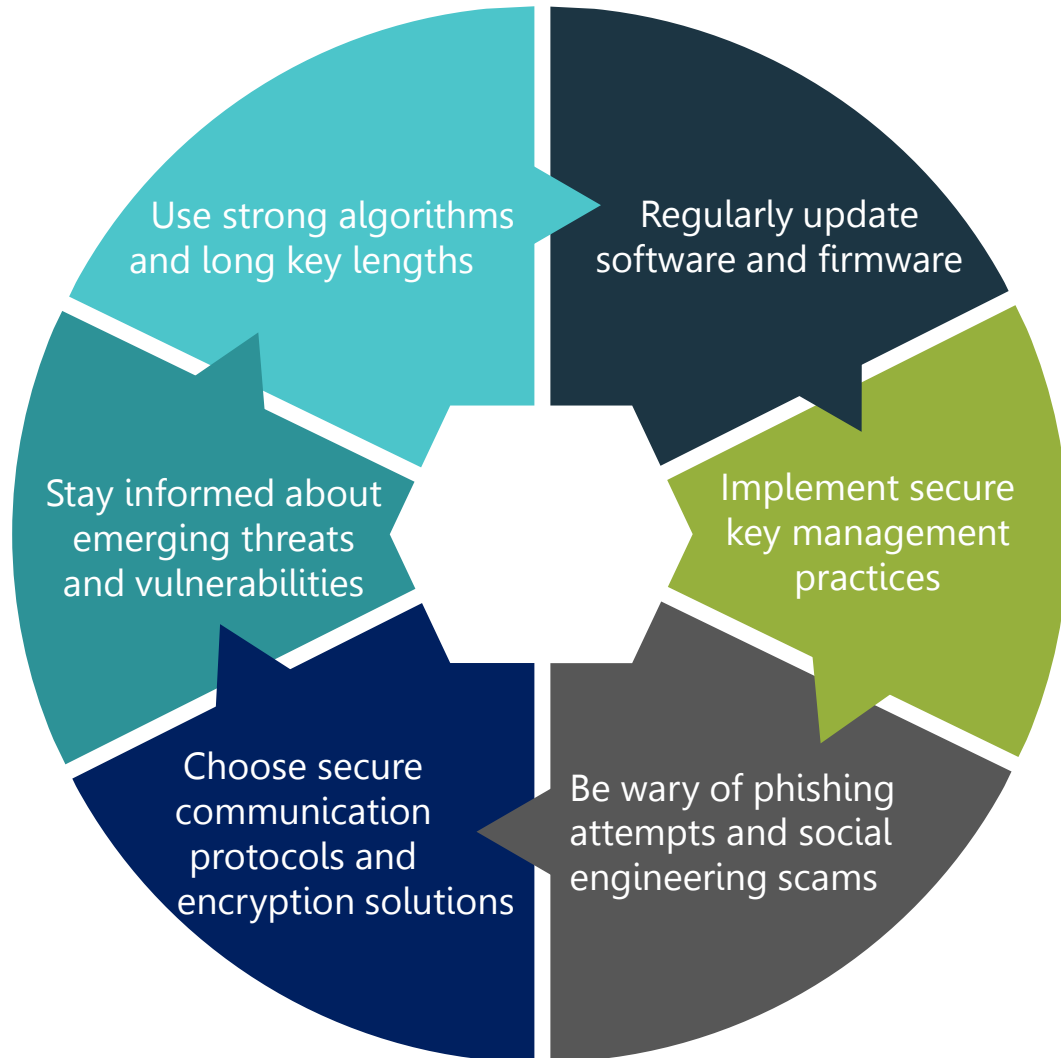 Use strong algorithms
and long key lengths
Regularly update
software and firmware
Implement secure
key management
practices
Be wary of phishing
attempts and social
engineering scams
Choose secure
communication
protocols and
encryption solutions
Stay informed about
emerging threats
and vulnerabilities